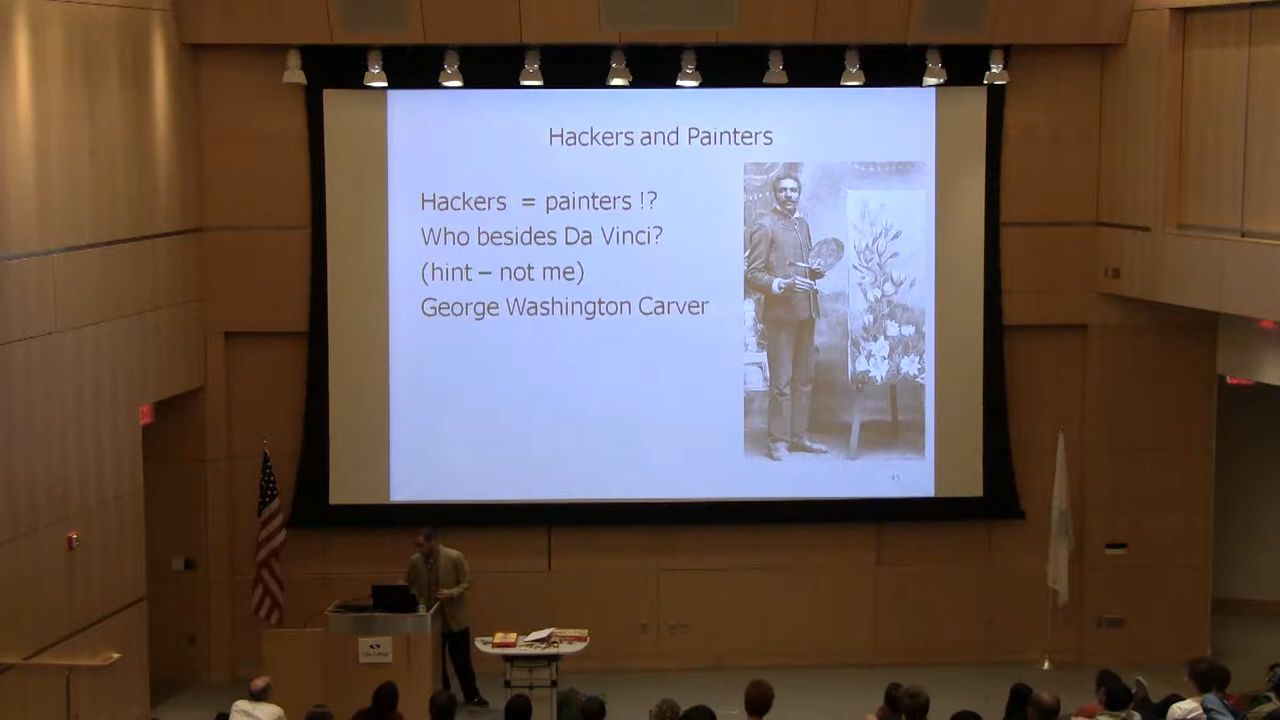 Hackers and Painters
Hackers = painters !?
Who besides Da Vinci?
(hint – not me)
George Washington Carver